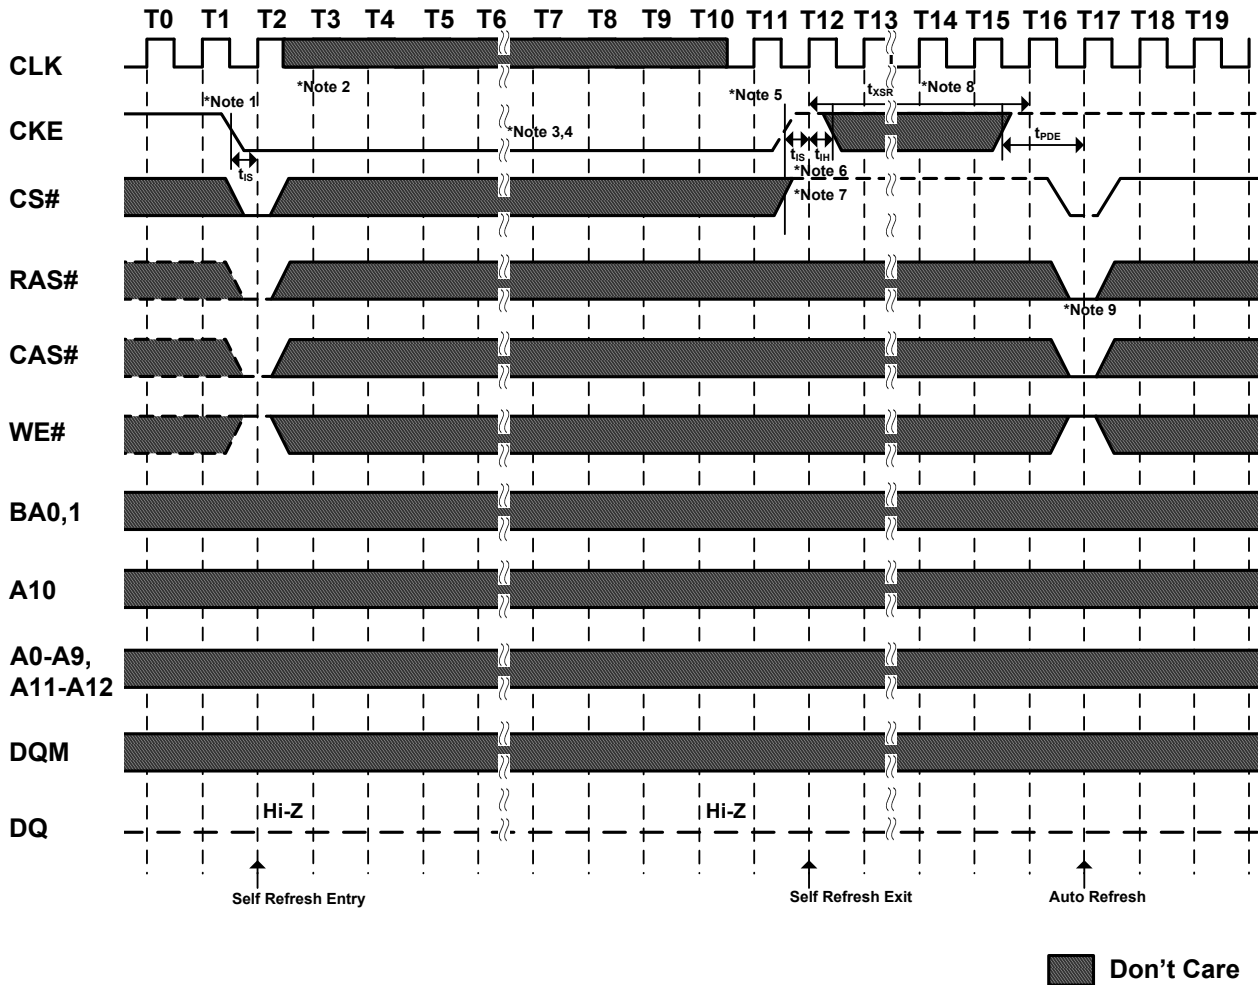 T0 T1 T2 T3 T4 T5 T6 T7 T8 T9 T10 T11 T12 T13 T14 T15 T16 T17 T18 T19
CLK
*Note 1
*Note 2
*Note 5
tXSR
*Note 8
CKE
*Note 3,4
tIS
tIS
tIH
tPDE
*Note 6
CS#
*Note 7
RAS#
*Note 9
CAS#
WE#
BA0,1
A10
A0-A9,
A11-A12
DQM
Hi-Z
Hi-Z
DQ
Self Refresh Entry
Self Refresh Exit
Auto Refresh
Don't Care